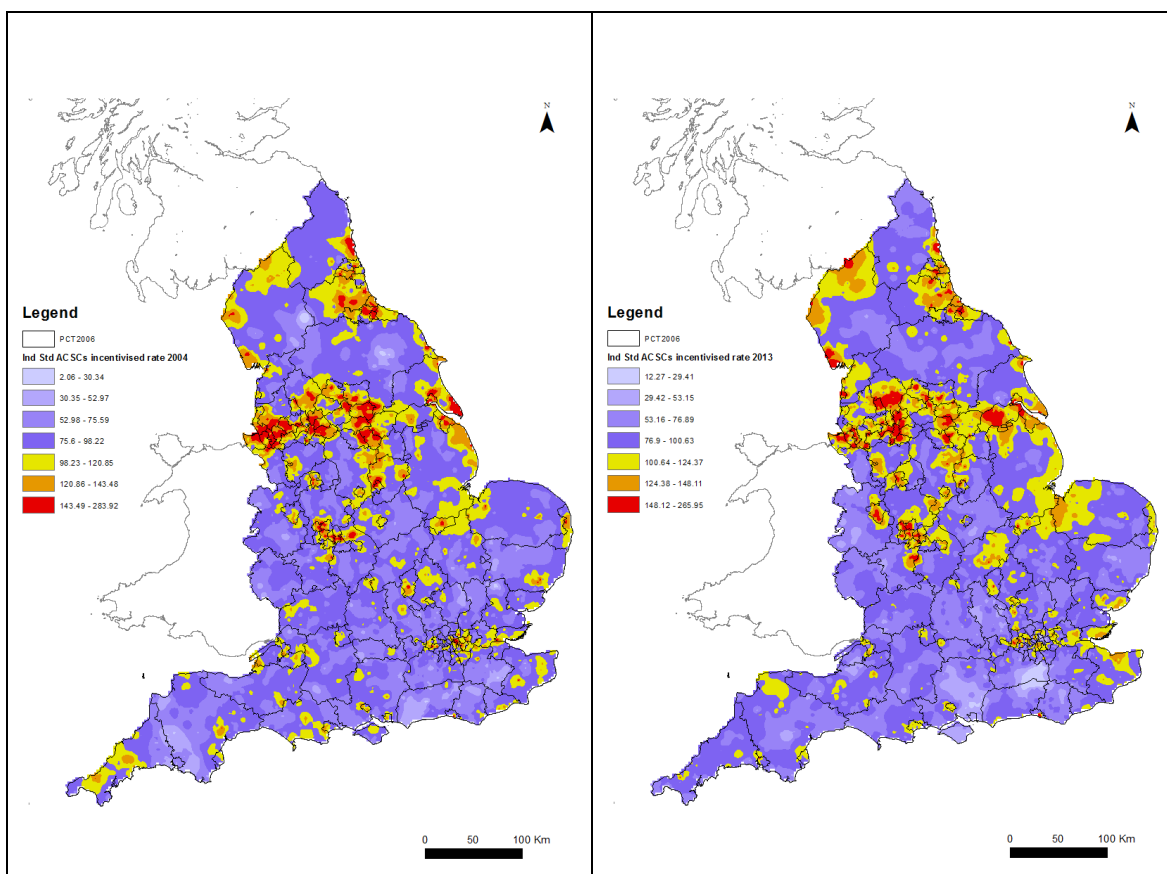 N
Legend
PCT2006
Ind Std ACSCs incentivised rate 2004
2.06 - 30.34
30.35 - 52.97
52.98 - 75.59
75.6 - 98.22
98.23 - 120.85
120.86 - 143.48
143.49 - 283.92
0 50 100 Km
N
Legend
PCT2006
Ind Std ACSCs incentivised rate 2013
12.27 - 29.41
29.42 - 53.15
53.16 - 76.89
76.9 - 100.63
100.64 - 124.37
124.38 - 148.11
148.12 - 265.95
0 50 100 Km